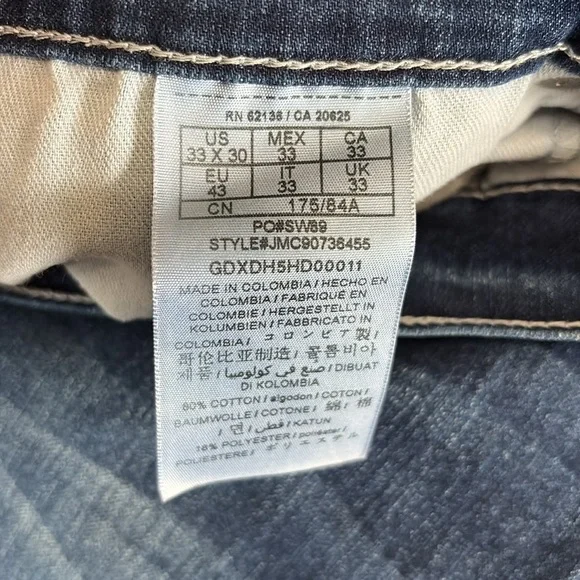 RN 62136 / CA 20625
US MEX CA
33 X 30 33 33
EU IT UK
43 33 33
CN 175/84A
PO#SW89
STYLE#JMC90736455
GDXDH5HD00011
MADE IN COLOMBIA / HECHO EN
COLOMBIA / FABRIQUÉ EN
COLOMBIE / HERGESTELLT IN
KOLUMBIEN / FABBRICATO IN
COLOMBIA / コロンビア製 /
哥伦比亚制造 / 콜롬비아
제품 / صنع في كولومبيا / DIBUAT
DI KOLOMBIA
80% COTTON / algodon / COTON /
BAUMWOLLE / COTONE / 綿 / 棉
/ 면 / قطن / KATUN
18% POLYESTER / poliéster /
POLIESTERE / ポリエステル